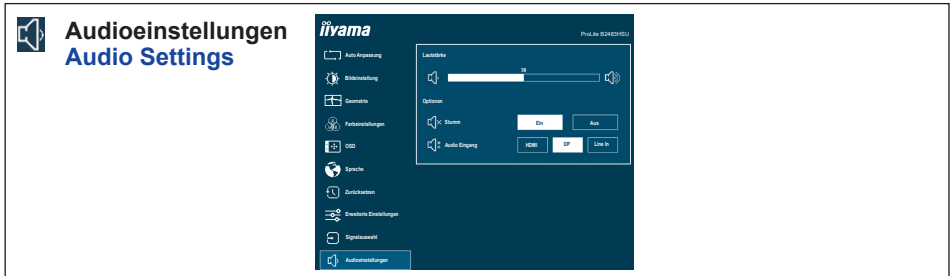 Audioeinstellungen
Audio Settings
iiyama
ProLite B2483HSU
Auto Anpassung
Bildeinstellung
Geometrie
Farbeinstellungen
OSD
Sprache
Zurücksetzen
Erweiterte Einstellungen
Signalauswahl
Audioeinstellungen
Lautstärke
50
Optionen
Stumm Ein Aus
Audio Eingang HDMI DP Line In